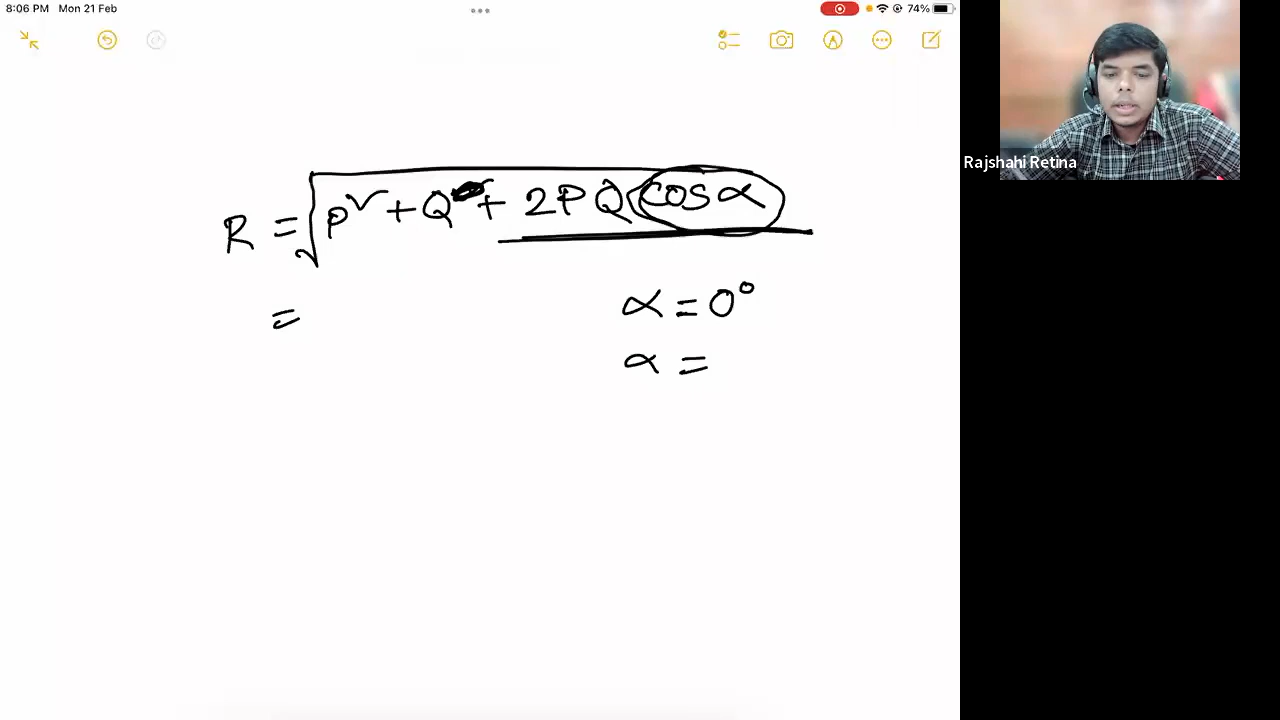 8:06 PM Mon 21 Feb
74%
R = √P² + Q² + 2PQ cos α
= α = 0°
α =
Rajshahi Retina